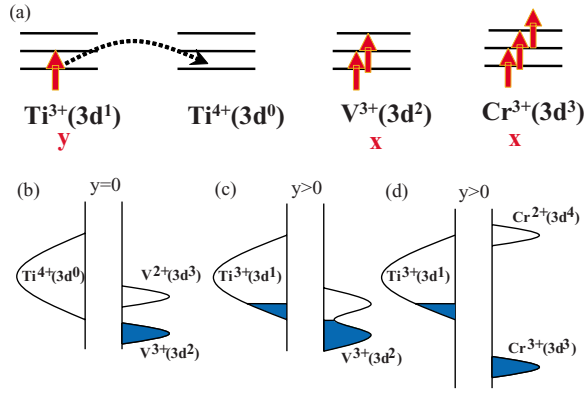 (a)
Ti3+(3d1) Ti4+(3d0) V3+(3d2) Cr3+(3d3)
y x x
(b) y=0 (c) y>0 (d) y>0
Cr2+(3d4)
Ti4+(3d0) V2+(3d3) Ti3+(3d1) Ti3+(3d1)
V3+(3d2) V3+(3d2) Cr3+(3d3)